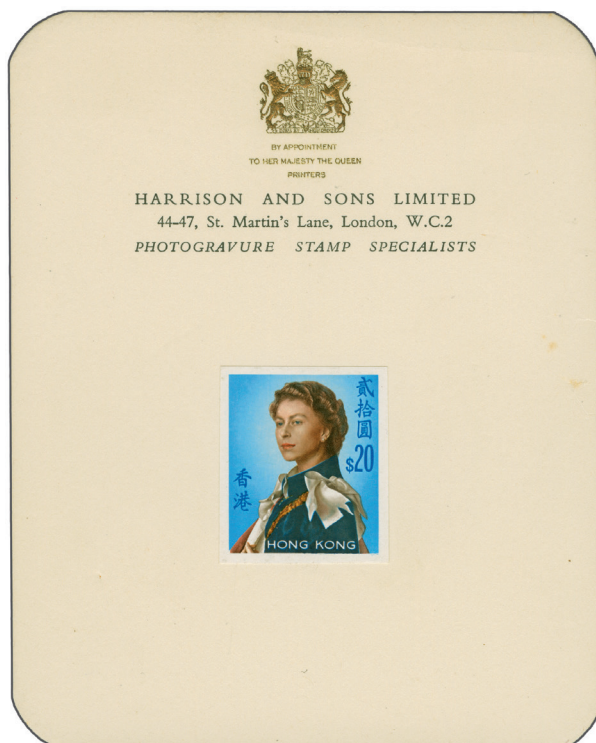 BY APPOINTMENT
TO HER MAJESTY THE QUEEN
PRINTERS
HARRISON AND SONS LIMITED
44-47, St. Martin's Lane, London, W.C.2
PHOTOGRAVURE STAMP SPECIALISTS
貳拾圓
$20
香港
HONG KONG